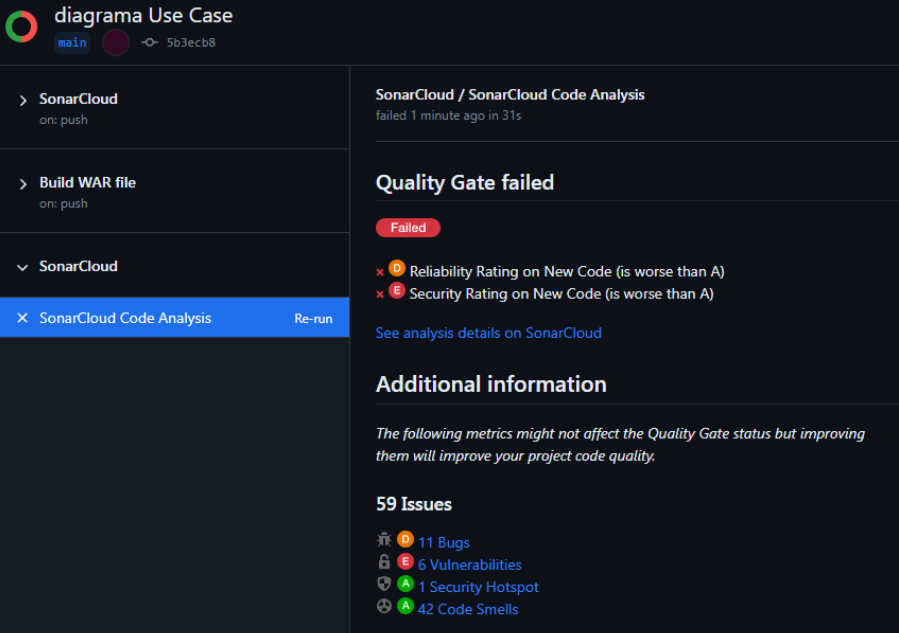 diagrama Use Case
main 5b3ecb8
SonarCloud
on: push
Build WAR file
on: push
SonarCloud
SonarCloud Code Analysis Re-run
SonarCloud / SonarCloud Code Analysis
failed 1 minute ago in 31s
Quality Gate failed
Failed
D Reliability Rating on New Code (is worse than A)
E Security Rating on New Code (is worse than A)
See analysis details on SonarCloud
Additional information
The following metrics might not affect the Quality Gate status but improving
them will improve your project code quality.
59 Issues
D 11 Bugs
E 6 Vulnerabilities
A 1 Security Hotspot
A 42 Code Smells